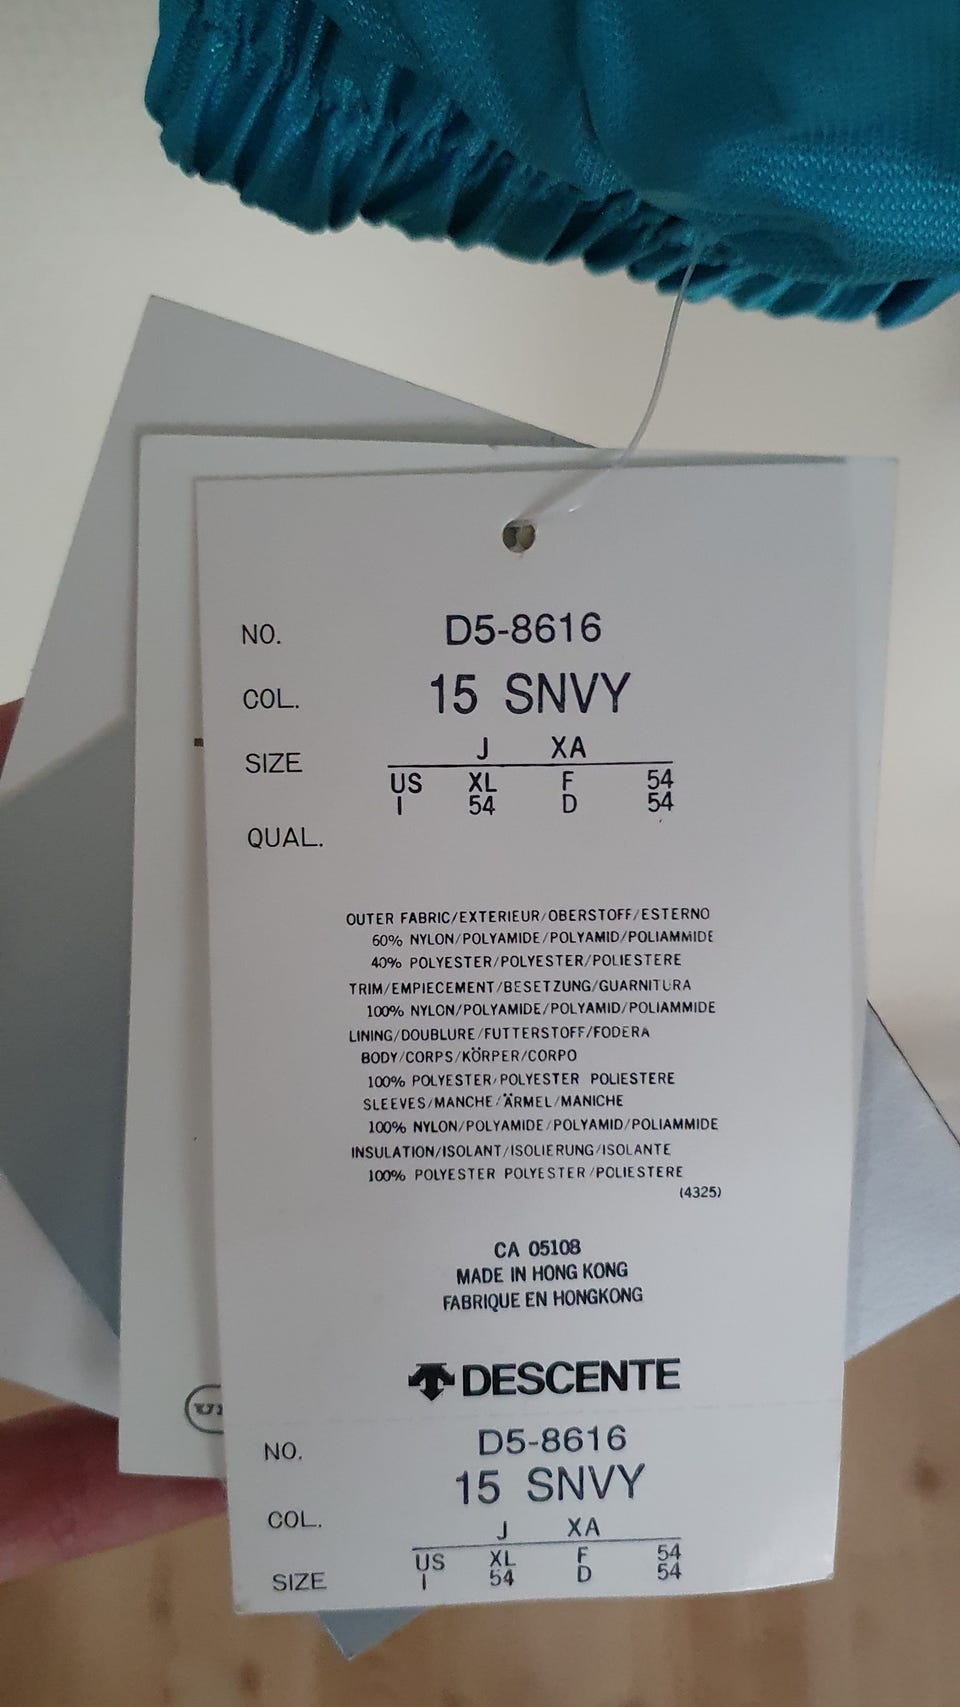 NO. D5-8616
COL. 15 SNVY
SIZE J XA
US XL F 54
I 54 D 54
QUAL.
OUTER FABRIC/EXTERIEUR/OBERSTOFF/ESTERNO
60% NYLON/POLYAMIDE/POLYAMID/POLIAMMIDE
40% POLYESTER/POLYESTER/POLIESTERE
TRIM/EMPIECEMENT/BESETZUNG/GUARNITURA
100% NYLON/POLYAMIDE/POLYAMID/POLIAMMIDE
LINING/DOUBLURE/FUTTERSTOFF/FODERA
BODY/CORPS/KÖRPER/CORPO
100% POLYESTER/POLYESTER POLIESTERE
SLEEVES/MANCHE/ÄRMEL/MANICHE
100% NYLON/POLYAMIDE/POLYAMID/POLIAMMIDE
INSULATION/ISOLANT/ISOLIERUNG/ISOLANTE
100% POLYESTER POLYESTER/POLIESTERE
(4325)
CA 05108
MADE IN HONG KONG
FABRIQUE EN HONGKONG
DESCENTE
NO. D5-8616
COL. 15 SNVY
SIZE J XA
US XL F 54
I 54 D 54